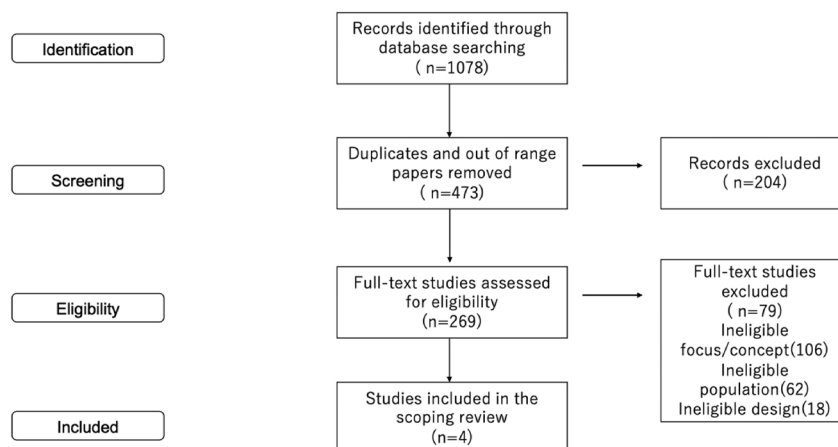 Identification
Records identified through
database searching
( n=1078)
Screening
Duplicates and out of range
papers removed
( n=473)
Records excluded
( n=204)
Eligibility
Full-text studies assessed
for eligibility
(n=269)
Full-text studies
excluded
( n=79)
Ineligible
focus/concept(106)
Ineligible
population(62)
Ineligible design(18)
Included
Studies included in the
scoping review
(n=4)